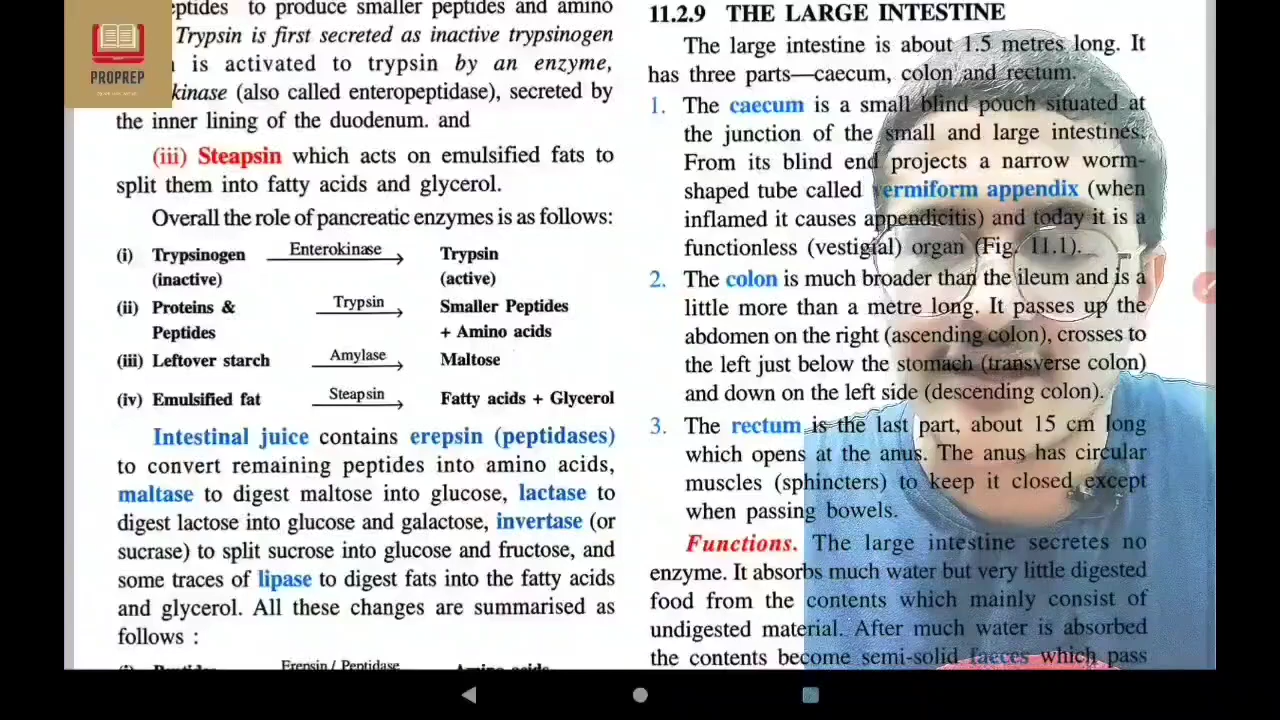 PROPREP
eptides to produce smaller peptides and amino
Trypsin is first secreted as inactive trypsinogen
is activated to trypsin by an enzyme,
kinase (also called enteropeptidase), secreted by
the inner lining of the duodenum. and
(iii) Steapsin which acts on emulsified fats to
split them into fatty acids and glycerol.
Overall the role of pancreatic enzymes is as follows:
(i) Trypsinogen Enterokinase Trypsin
(inactive) (active)
(ii) Proteins & Trypsin Smaller Peptides
Peptides + Amino acids
(iii) Leftover starch Amylase Maltose
(iv) Emulsified fat Steapsin Fatty acids + Glycerol
Intestinal juice contains erepsin (peptidases)
to convert remaining peptides into amino acids,
maltase to digest maltose into glucose, lactase to
digest lactose into glucose and galactose, invertase (or
sucrase) to split sucrose into glucose and fructose, and
some traces of lipase to digest fats into the fatty acids
and glycerol. All these changes are summarised as
follows :
(i) Peptides Erepsin / Peptidase Amino acids
11.2.9 THE LARGE INTESTINE
The large intestine is about 1.5 metres long. It
has three parts—caecum, colon and rectum.
1. The caecum is a small blind pouch situated at
the junction of the small and large intestines.
From its blind end projects a narrow worm-
shaped tube called vermiform appendix (when
inflamed it causes appendicitis) and today it is a
functionless (vestigial) organ (Fig. 11.1).
2. The colon is much broader than the ileum and is a
little more than a metre long. It passes up the
abdomen on the right (ascending colon), crosses to
the left just below the stomach (transverse colon)
and down on the left side (descending colon).
3. The rectum is the last part, about 15 cm long
which opens at the anus. The anus has circular
muscles (sphincters) to keep it closed except
when passing bowels.
Functions. The large intestine secretes no
enzyme. It absorbs much water but very little digested
food from the contents which mainly consist of
undigested material. After much water is absorbed
the contents become semi-solid faeces which pass